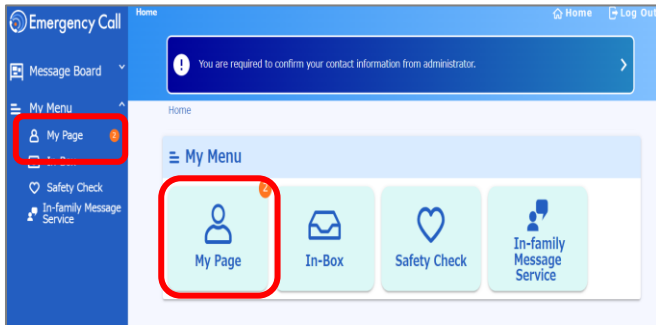 Emergency Call
Home
Home
Log Out
Message Board
My Menu
My Page
2
In-Box
Safety Check
In-family Message
Service
You are required to confirm your contact information from administrator.
Home
My Menu
2
My Page
In-Box
Safety Check
In-family
Message
Service